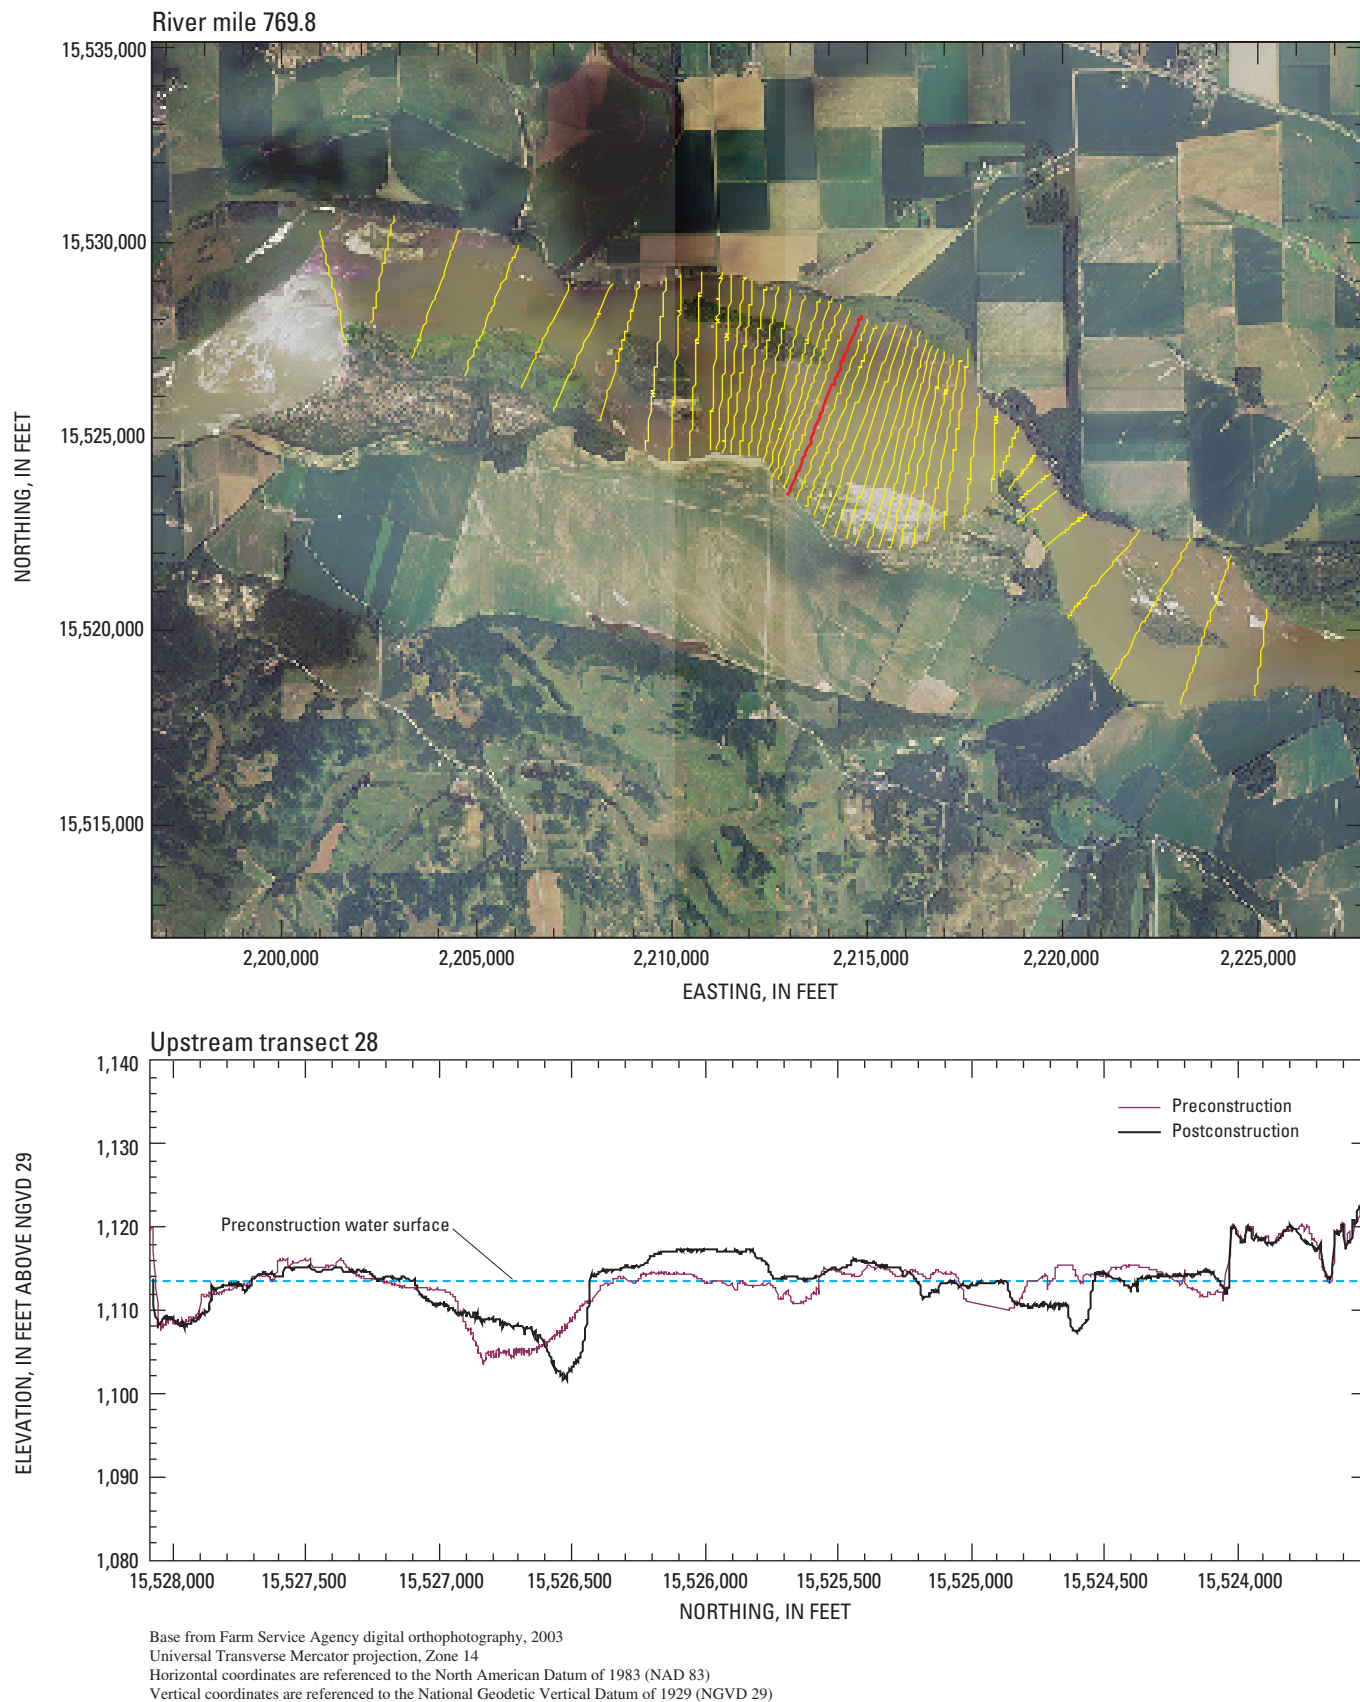 River mile 769.8
15,535,000
15,530,000
15,525,000
15,520,000
15,515,000
NORTHING, IN FEET
2,200,000 2,205,000 2,210,000 2,215,000 2,220,000 2,225,000
EASTING, IN FEET
Upstream transect 28
1,140
1,130
1,120
1,110
1,100
1,090
1,080
ELEVATION, IN FEET ABOVE NGVD 29
Preconstruction
Postconstruction
Preconstruction water surface
15,528,000 15,527,500 15,527,000 15,526,500 15,526,000 15,525,500 15,525,000 15,524,500 15,524,000
NORTHING, IN FEET
Base from Farm Service Agency digital orthophotography, 2003
Universal Transverse Mercator projection, Zone 14
Horizontal coordinates are referenced to the North American Datum of 1983 (NAD 83)
Vertical coordinates are referenced to the National Geodetic Vertical Datum of 1929 (NGVD 29)